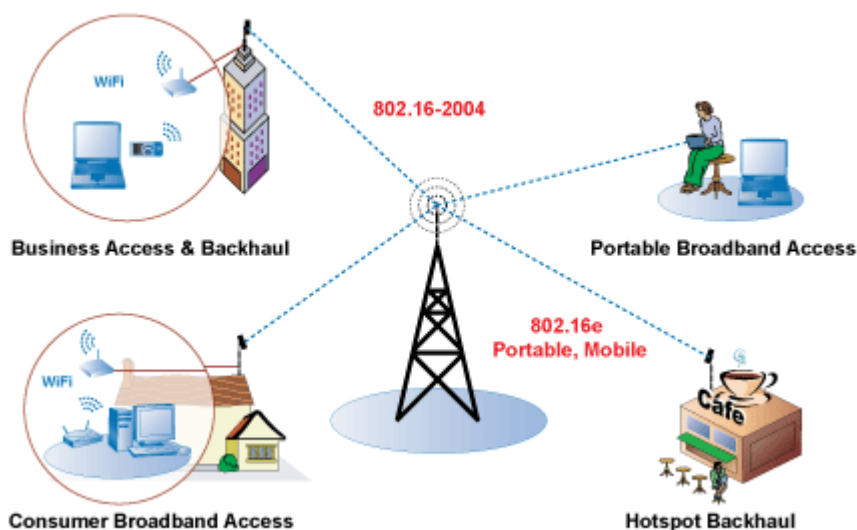 WiFi
802.16-2004
Business Access & Backhaul
Portable Broadband Access
802.16e
Portable, Mobile
WiFi
Cafe
Consumer Broadband Access
Hotspot Backhaul